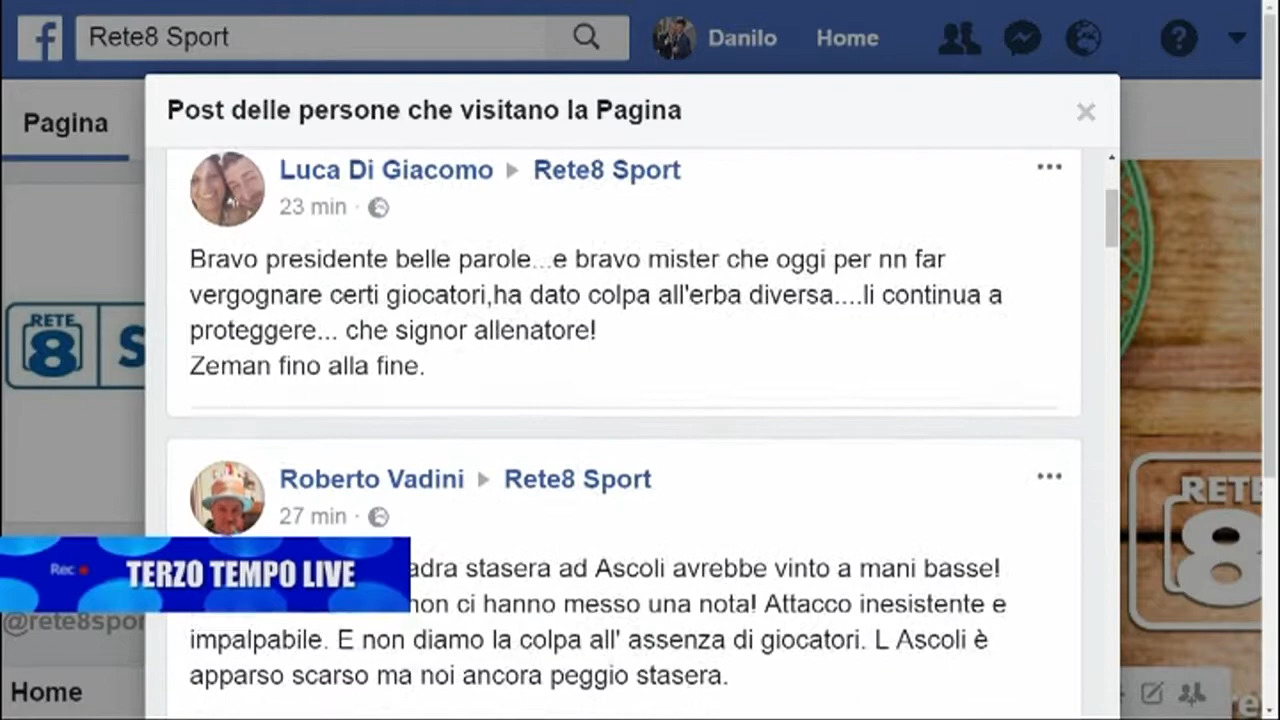 Rete8 Sport
Danilo
Home
Pagina
Post delle persone che visitano la Pagina
Luca Di Giacomo Rete8 Sport
23 min ·
Bravo presidente belle parole...e bravo mister che oggi per nn far
vergognare certi giocatori,ha dato colpa all'erba diversa....li continua a
proteggere... che signor allenatore!
Zeman fino alla fine.
RETE
8
S
Roberto Vadini Rete8 Sport
27 min ·
stasera ad Ascoli avrebbe vinto a mani basse!
non ci hanno messo una nota! Attacco inesistente e
impalpabile. E non diamo la colpa all' assenza di giocatori. L Ascoli è
apparso scarso ma noi ancora peggio stasera.
Rec
TERZO TEMPO LIVE
@rete8spor
Home
RETE
8